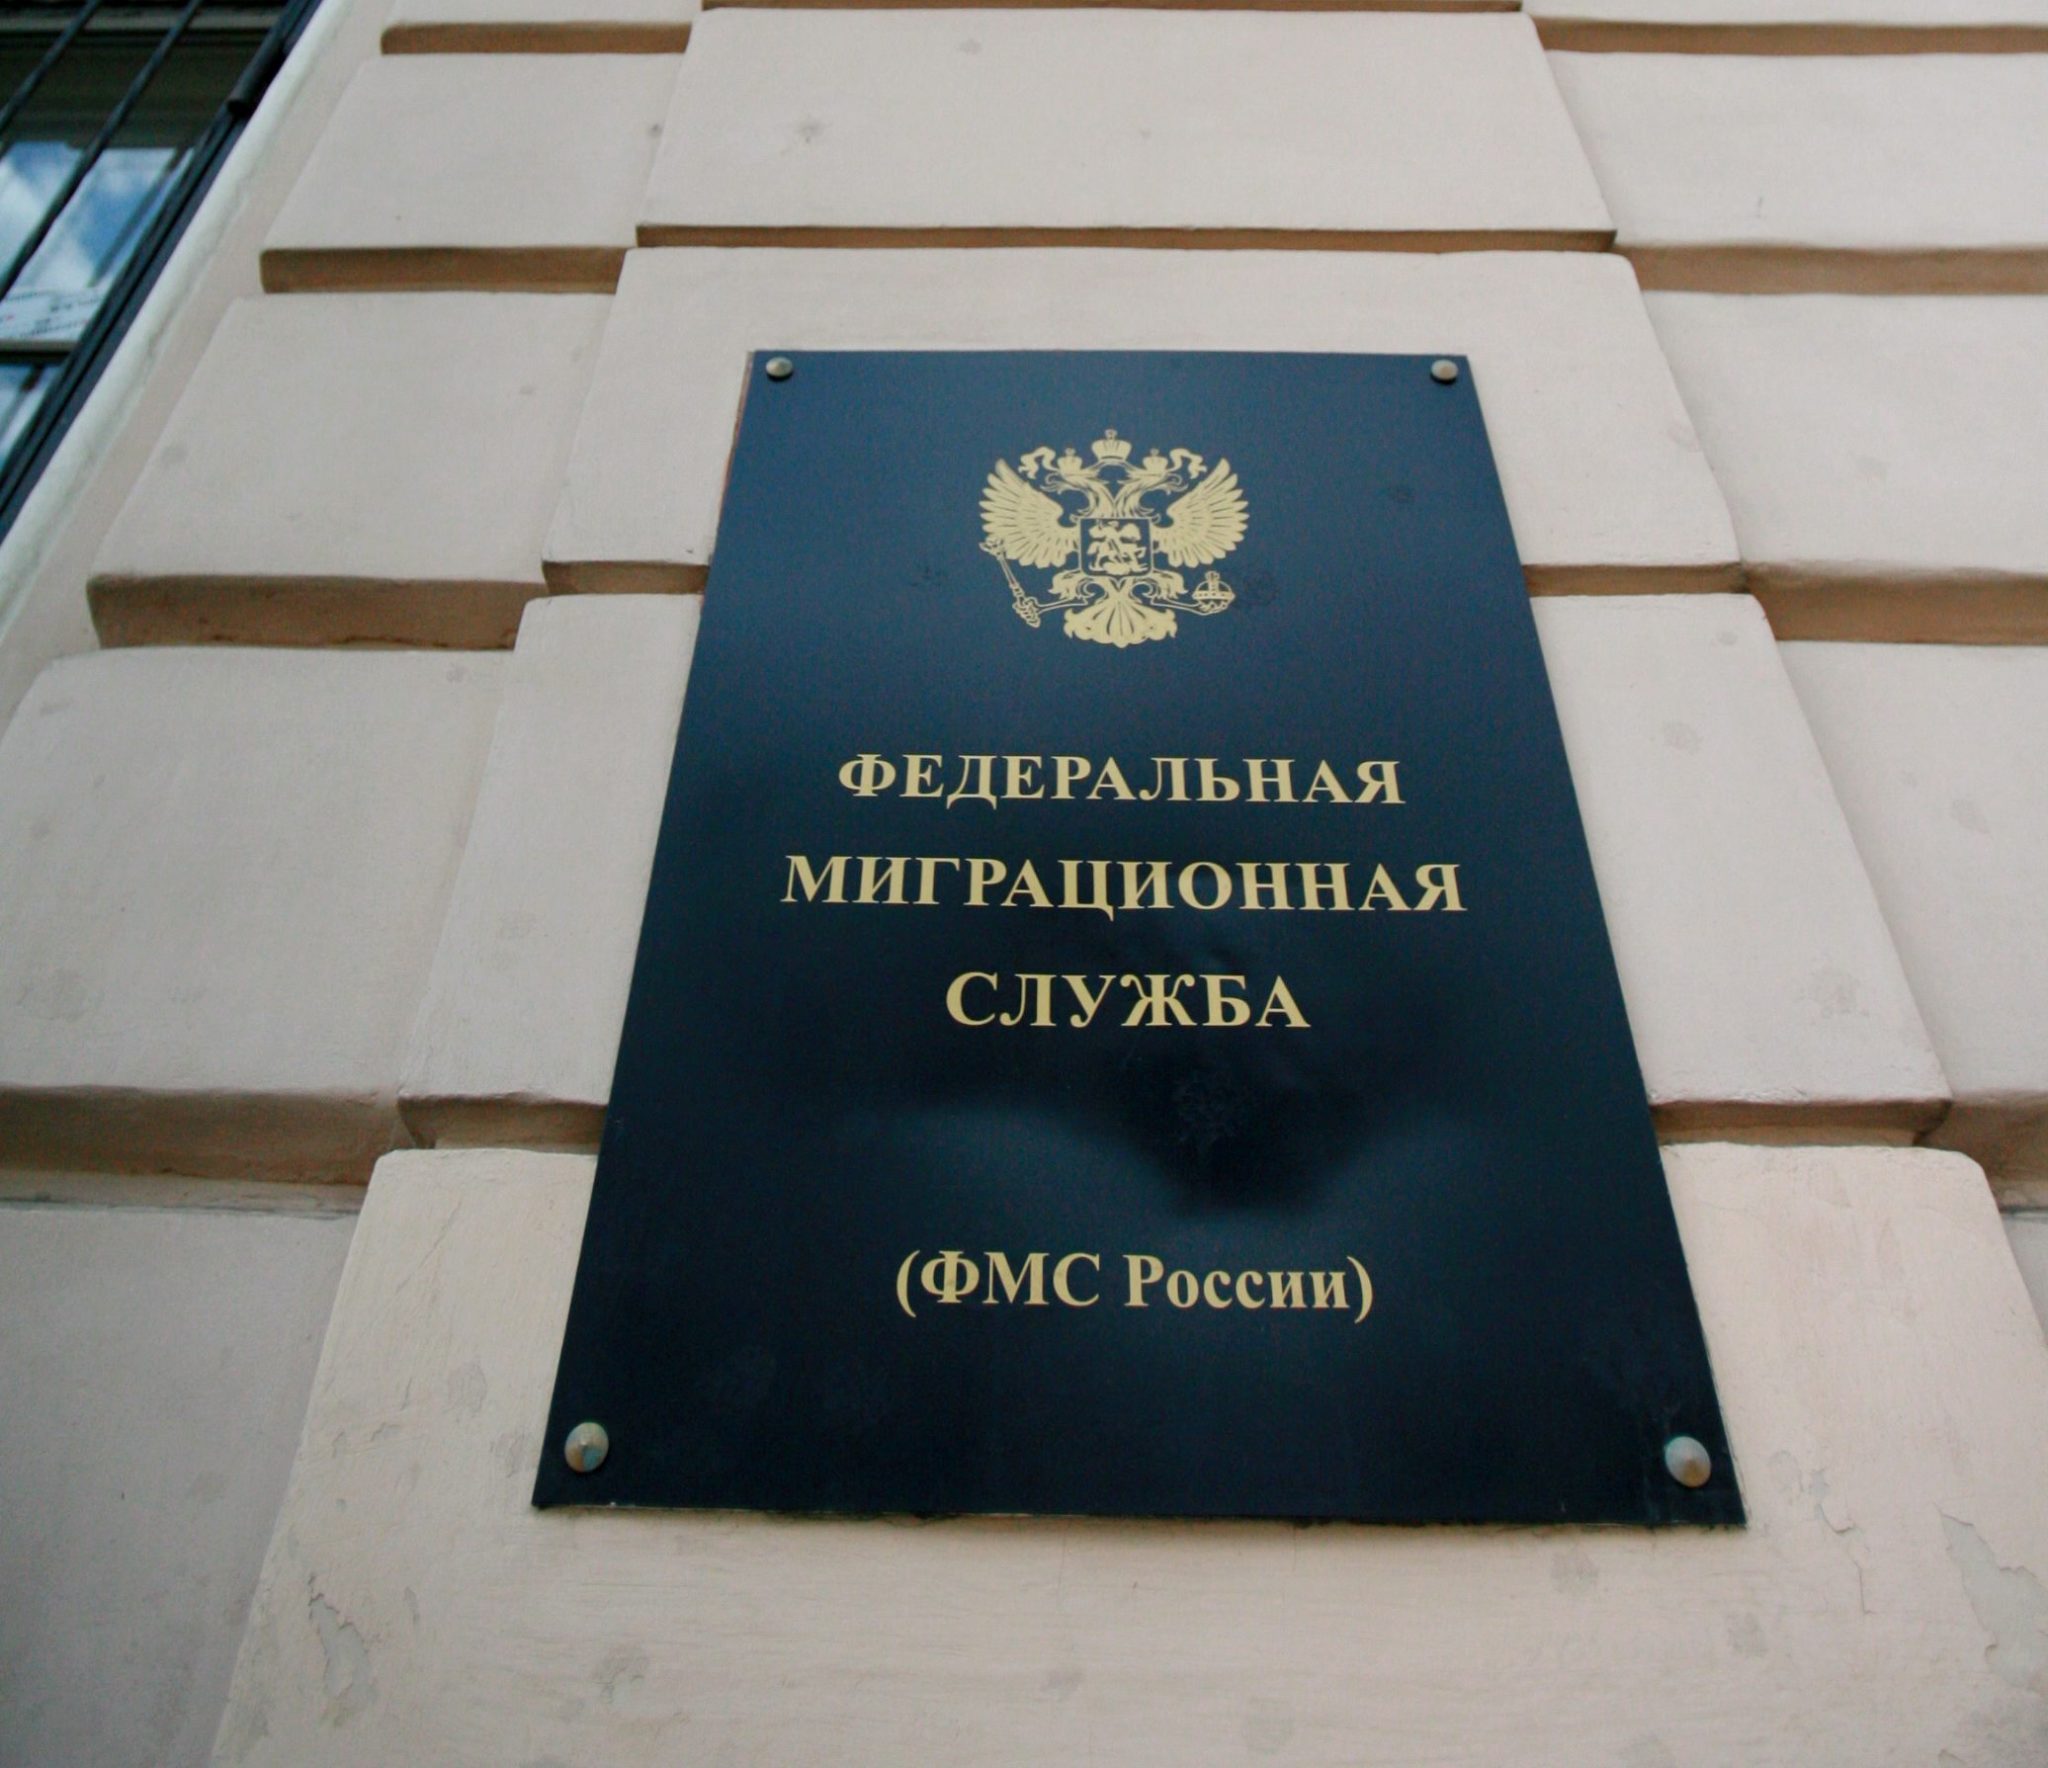 ФЕДЕРАЛЬНАЯ
МИГРАЦИОННАЯ
СЛУЖБА
(ФМС России)